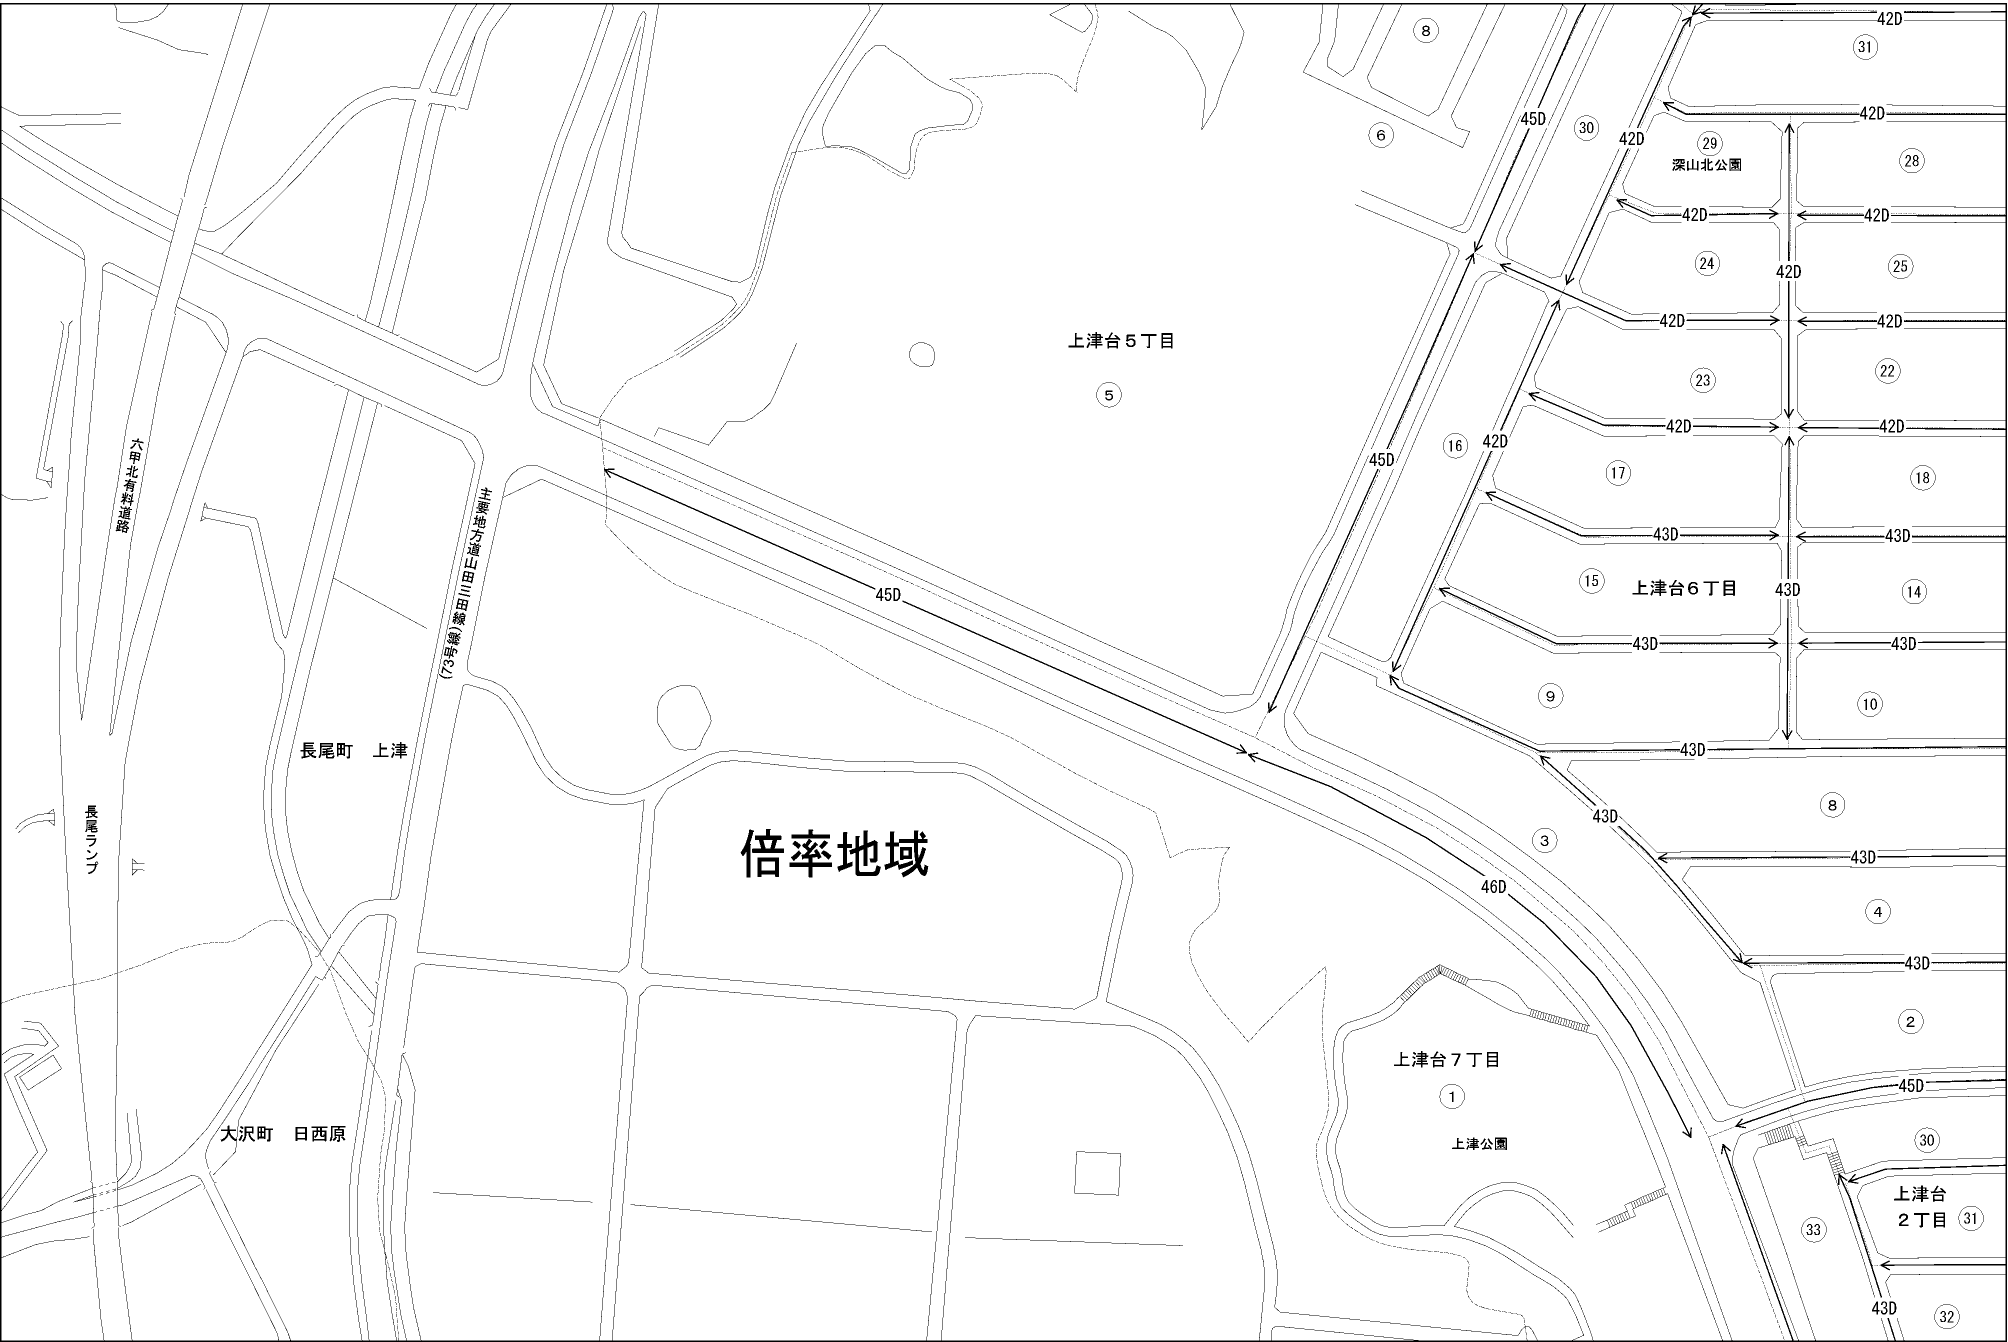 42D
8
31
45D
42D
6
30
42D
29
深山北公園
28
42D
42D
24
25
42D
42D
42D
上津台５丁目
5
23
22
42D
42D
16
42D
45D
17
18
六甲北有料道路
主要地方道山田三田線
(73号線)
43D
43D
15
上津台６丁目
43D
14
45D
43D
43D
9
10
長尾町　上津
43D
長尾ランプ
倍率地域
43D
8
3
43D
46D
4
43D
2
上津台７丁目
1
45D
大沢町　日西原
上津公園
30
上津台
２丁目
31
33
43D
32